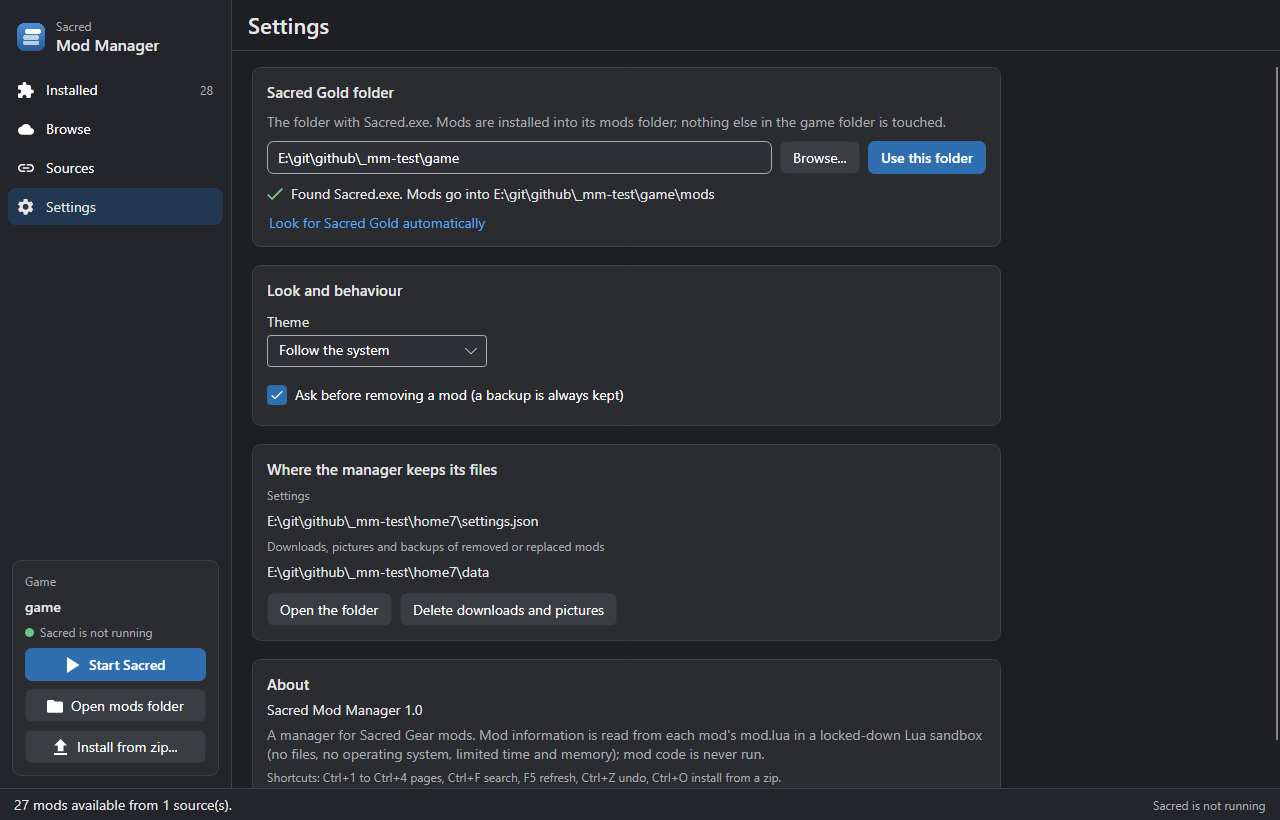 Sacred
Mod Manager
Installed 28
Browse
Sources
Settings
Game
game
Sacred is not running
Start Sacred
Open mods folder
Install from zip...
Settings
Sacred Gold folder
The folder with Sacred.exe. Mods are installed into its mods folder; nothing else in the game folder is touched.
E:\git\github\_mm-test\game Browse... Use this folder
Found Sacred.exe. Mods go into E:\git\github\_mm-test\game\mods
Look for Sacred Gold automatically
Look and behaviour
Theme
Follow the system
Ask before removing a mod (a backup is always kept)
Where the manager keeps its files
Settings
E:\git\github\_mm-test\home7\settings.json
Downloads, pictures and backups of removed or replaced mods
E:\git\github\_mm-test\home7\data
Open the folder Delete downloads and pictures
About
Sacred Mod Manager 1.0
A manager for Sacred Gear mods. Mod information is read from each mod's mod.lua in a locked-down Lua sandbox
(no files, no operating system, limited time and memory); mod code is never run.
Shortcuts: Ctrl+1 to Ctrl+4 pages, Ctrl+F search, F5 refresh, Ctrl+Z undo, Ctrl+O install from a zip.
27 mods available from 1 source(s). Sacred is not running